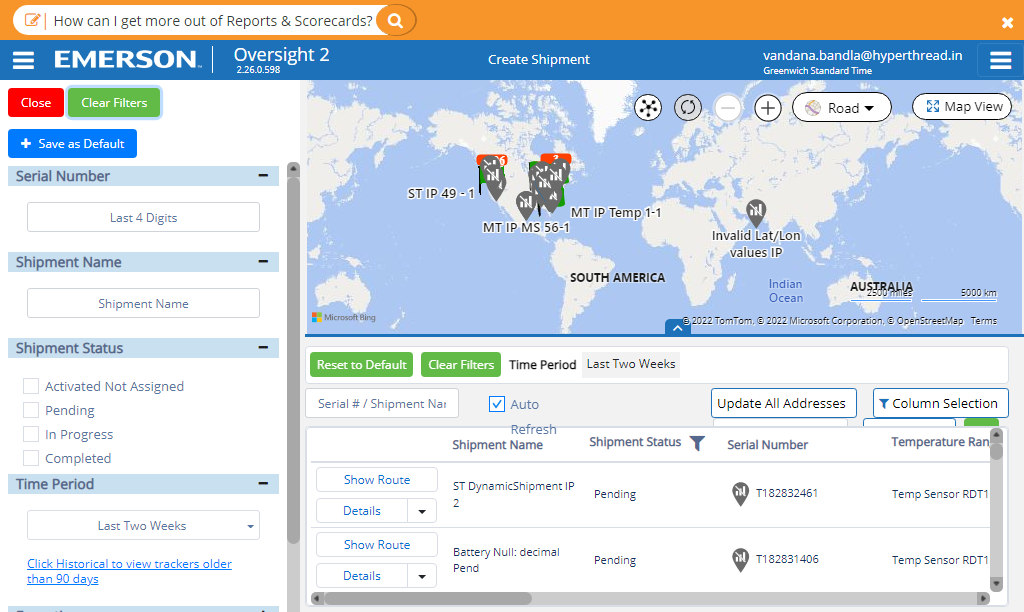 How can I get more out of Reports & Scorecards?
EMERSON
Oversight 2
2.26.0.598
Create Shipment
vandana.bandla@hyperthread.in
Greenwich Standard Time
Close
Clear Filters
Save as Default
Serial Number
Last 4 Digits
Shipment Name
Shipment Name
Shipment Status
Activated Not Assigned
Pending
In Progress
Completed
Time Period
Last Two Weeks
Click Historical to view trackers older
than 90 days
Road
Map View
ST IP 49 - 1
MT IP Temp 1-1
MT IP MS 56-1
Invalid Lat/Lon
values IP
SOUTH AMERICA
Indian
Ocean
AUSTRALIA
2500 miles
5000 km
Microsoft Bing
© 2022 TomTom, © 2022 Microsoft Corporation, © OpenStreetMap Terms
Reset to Default
Clear Filters
Time Period
Last Two Weeks
Serial # / Shipment Nar
Auto
Refresh
Update All Addresses
Column Selection
Shipment Name
Shipment Status
Serial Number
Temperature Ran
Show Route
Details
ST DynamicShipment IP
2
Pending
T182832461
Temp Sensor RDT1
Show Route
Details
Battery Null: decimal
Pend
Pending
T182831406
Temp Sensor RDT1